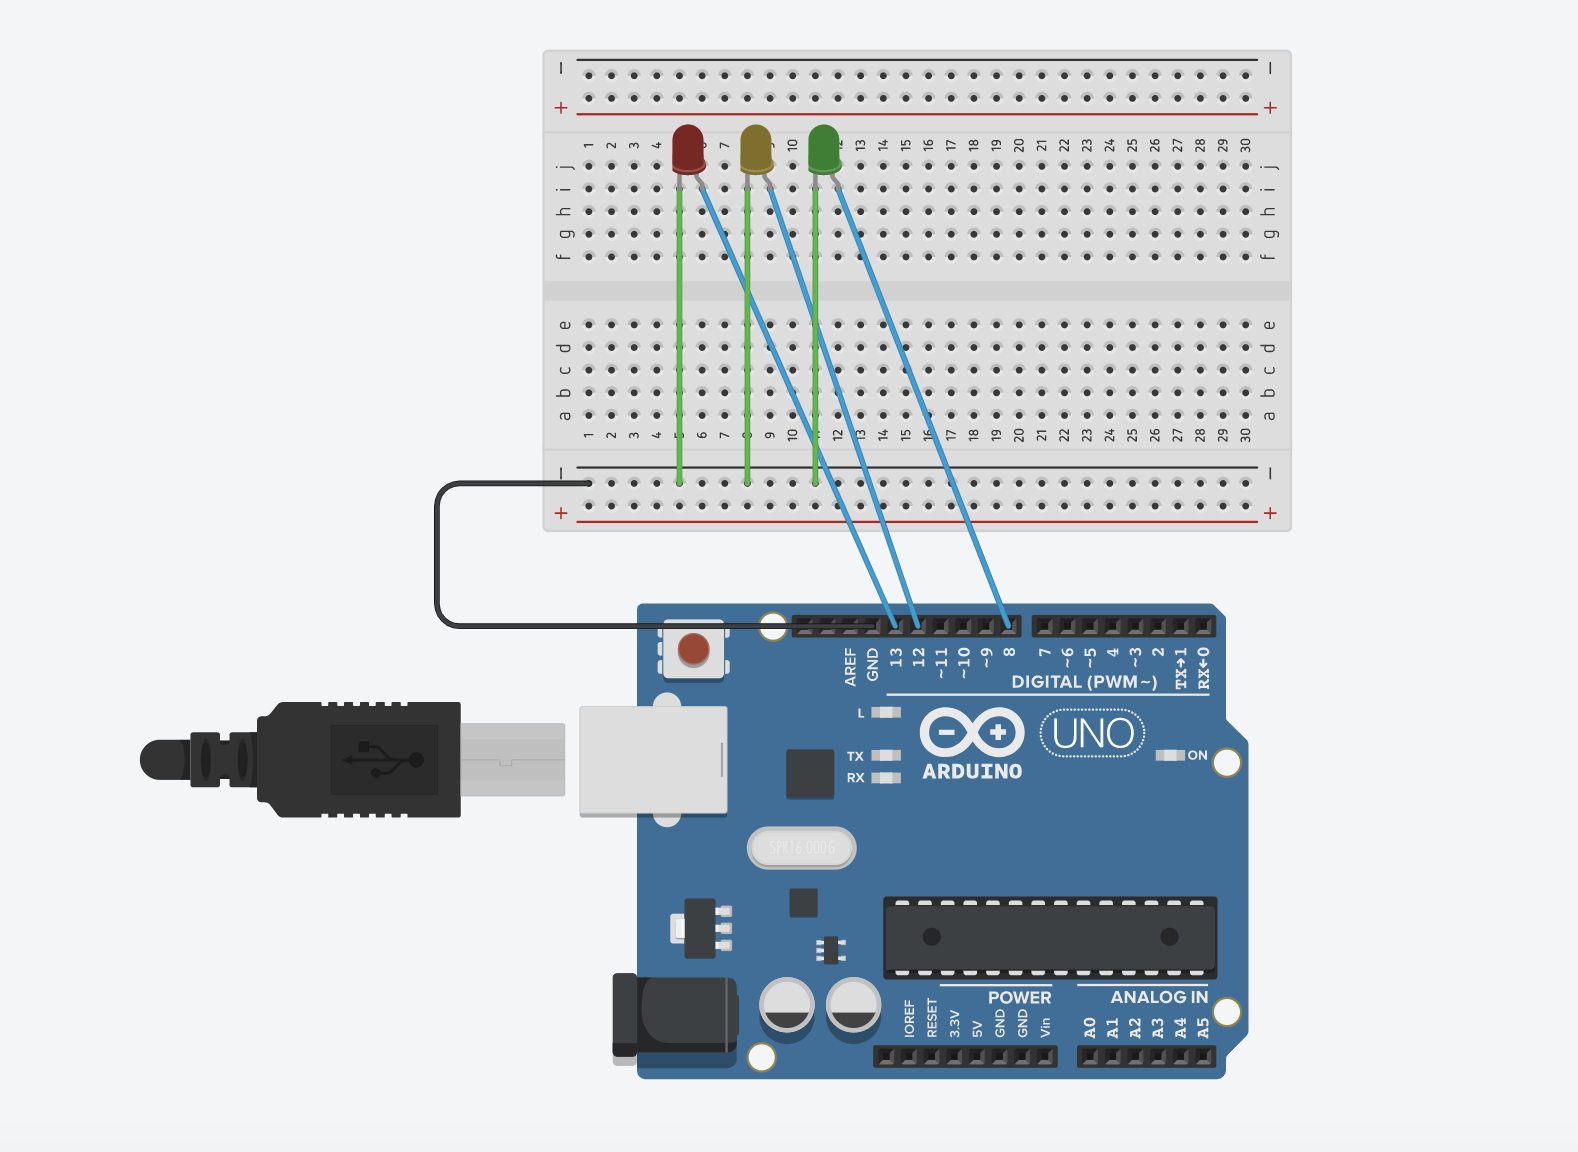 − −
+ +
1 2 3 4 7 10 13 14 15 16 17 18 19 20 21 22 23 24 25 26 27 28 29 30
j j
i i
h h
g g
f f
e e
d d
c c
b b
a a
1 2 3 4 5 6 7 8 9 10 11 12 13 14 15 16 17 18 19 20 21 22 23 24 25 26 27 28 29 30
− −
+ +
AREF GND 13 12 ~11 ~10 ~9 8 7 ~6 ~5 4 ~3 2 TX→1 RX←0
DIGITAL (PWM~)
L
TX
RX
ARDUINO
UNO
ON
SPK16.000G
POWER
ANALOG IN
IOREF RESET 3.3V 5V GND GND Vin A0 A1 A2 A3 A4 A5